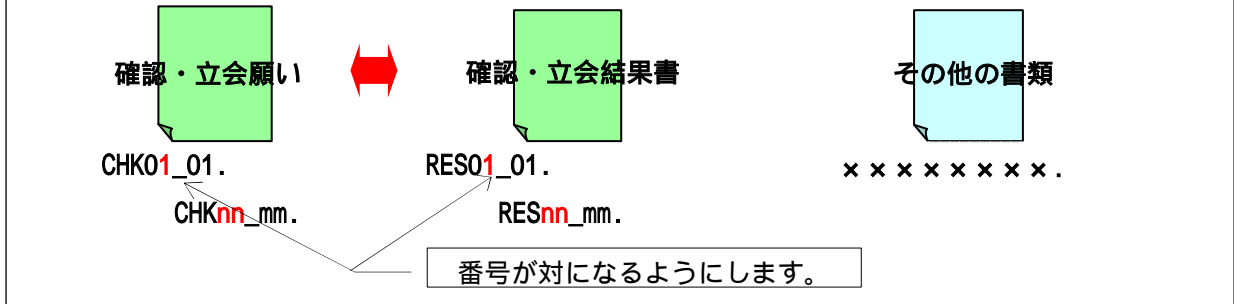 確認・立会願い
確認・立会結果書
その他の書類
CHK01_01.
RES01_01.
××××××××.
CHKnn_mm.
RESnn_mm.
番号が対になるようにします。